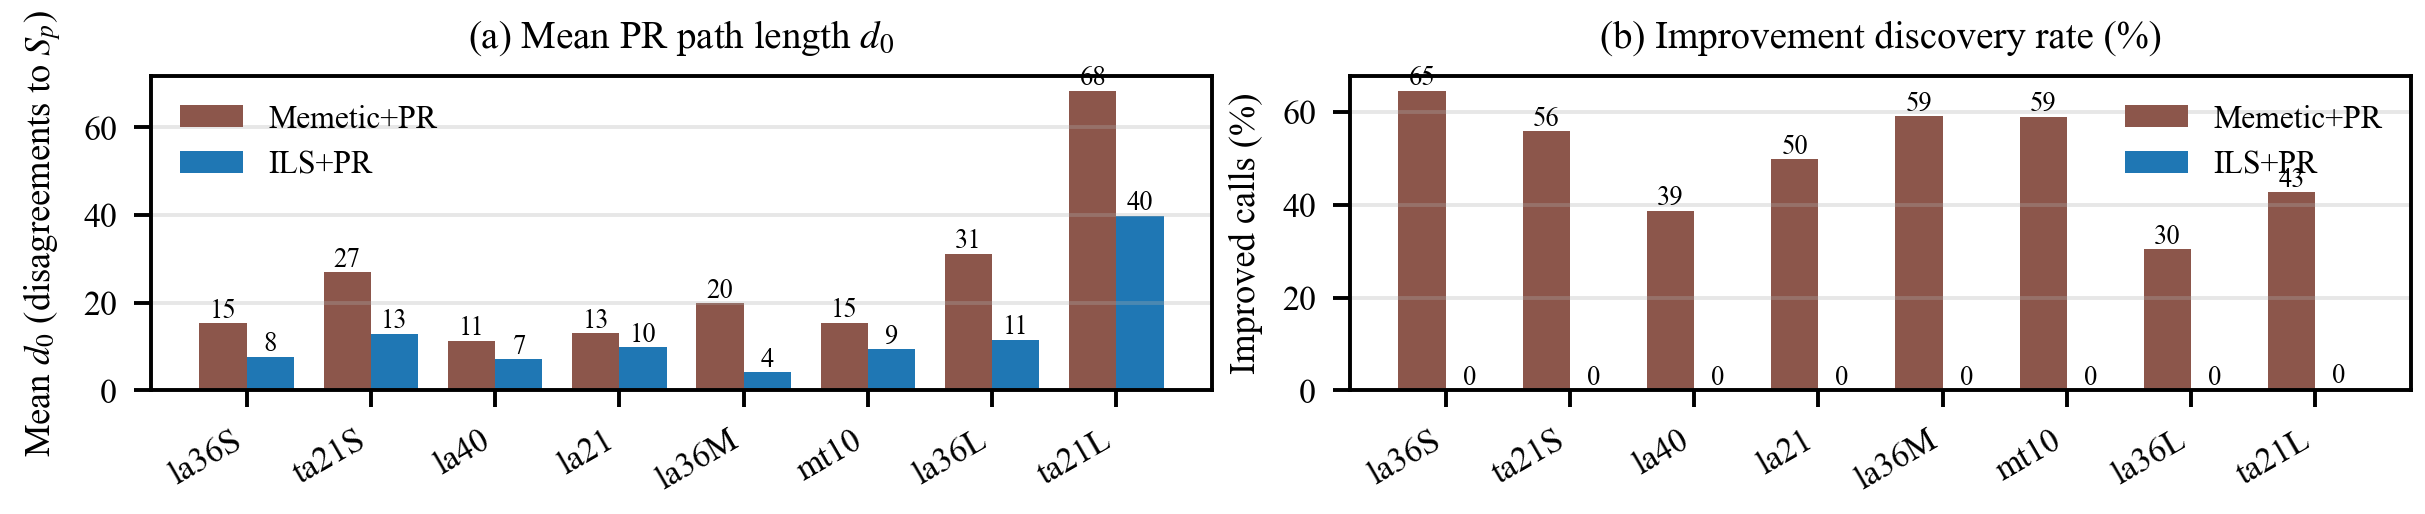 (a) Mean PR path length d₀
Mean d₀ (disagreements to Sₚ)
60
40
20
0
Memetic+PR
ILS+PR
15
8
27
13
11
7
13
10
20
4
15
9
31
11
68
40
la36S
ta21S
la40
la21
la36M
mt10
la36L
ta21L
(b) Improvement discovery rate (%)
Improved calls (%)
60
40
20
0
Memetic+PR
ILS+PR
65
0
56
0
39
0
50
0
59
0
59
0
30
0
43
0
la36S
ta21S
la40
la21
la36M
mt10
la36L
ta21L